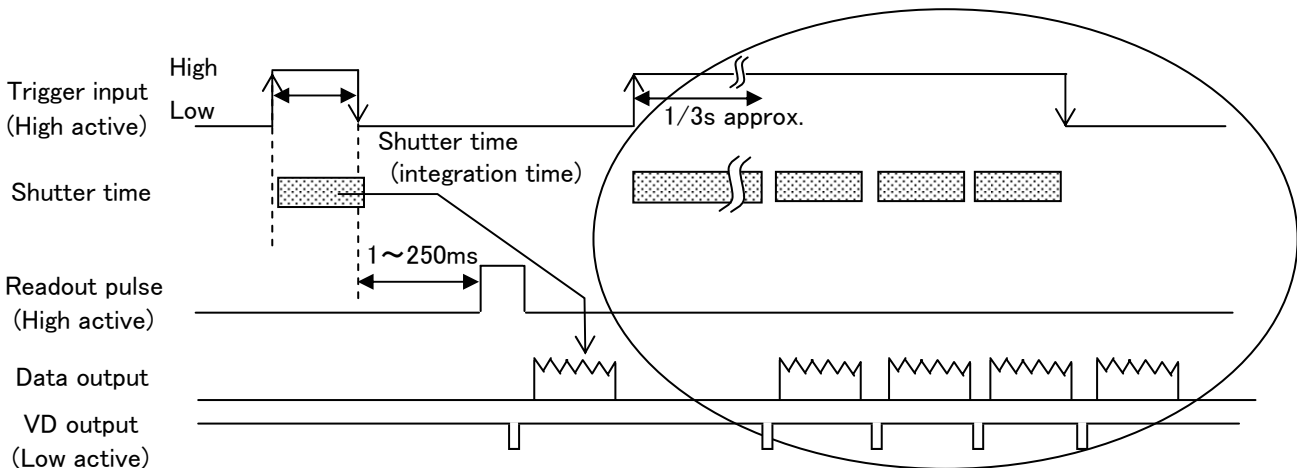 High
Trigger input
(High active)
Low
1/3s approx.
Shutter time
(integration time)
Shutter time
1～250ms
Readout pulse
(High active)
Data output
VD output
(Low active)